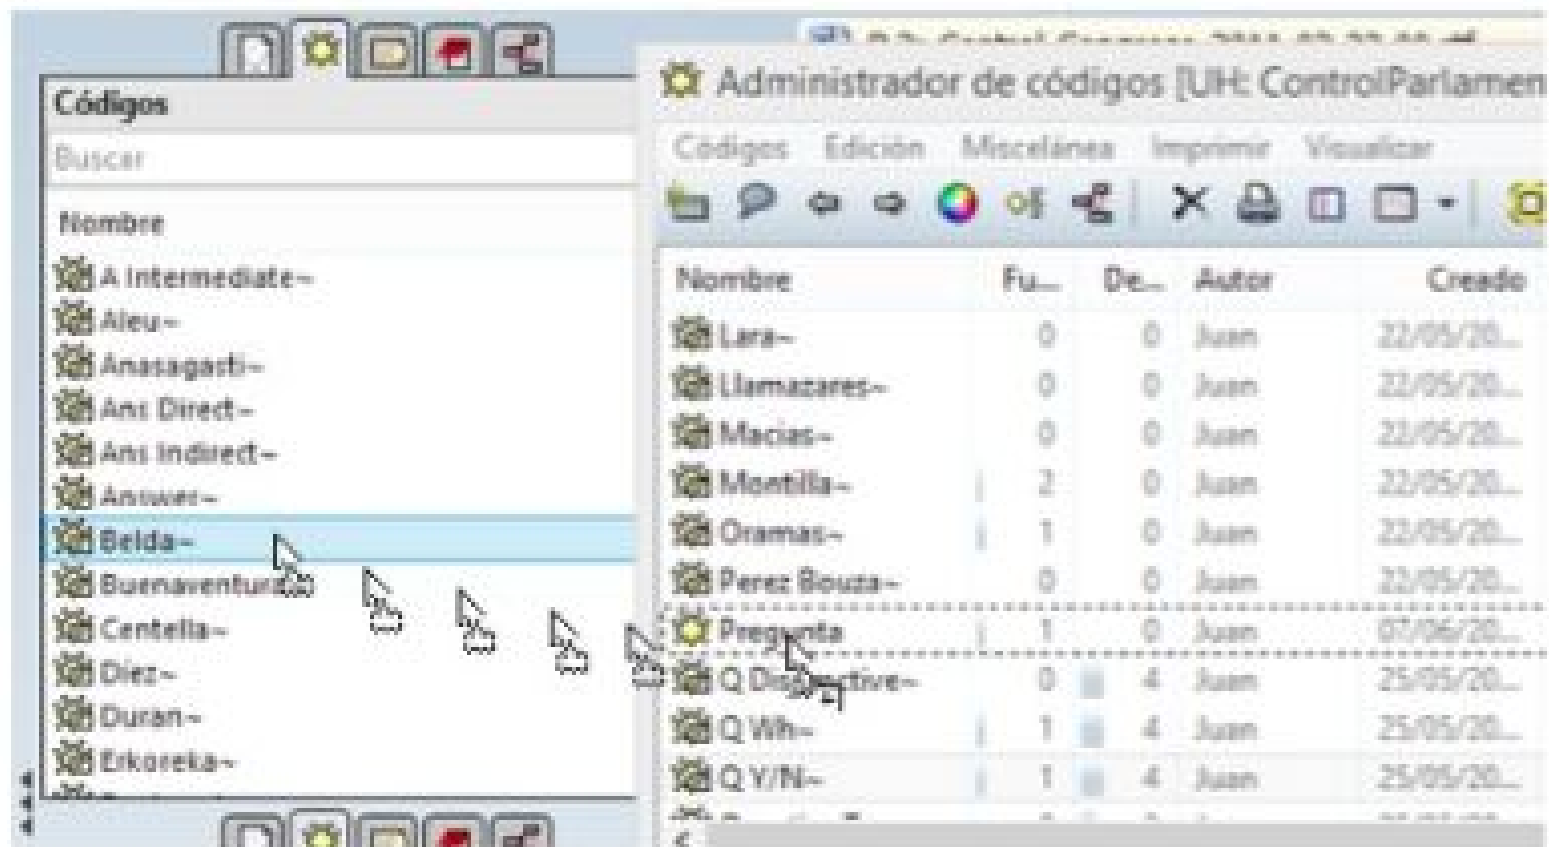 Códigos
Buscar
Nombre
A Intermediate~
Aleu~
Anasagasti~
Ans Direct~
Ans Indirect~
Answer~
Belda~
Buenaventura
Centella~
Díez~
Duran~
Erkoreka~
Administrador de códigos [UH: ControlParlamen
Códigos Edición Miscelánea Imprimir Visualizar
Nombre Fu... De... Autor Creado
Lara~ 0 0 Juan 22/05/20...
Llamazares~ 0 0 Juan 22/05/20...
Macias~ 0 0 Juan 22/05/20...
Montilla~ 2 0 Juan 22/05/20...
Oramas~ 1 0 Juan 22/05/20...
Perez Bouza~ 0 0 Juan 22/05/20...
Pregunta 1 0 Juan 07/06/20...
Q 0 4 Juan 25/05/20...
Q Wh~ 1 4 Juan 25/05/20...
Q Y/N~ 1 4 Juan 25/05/20...